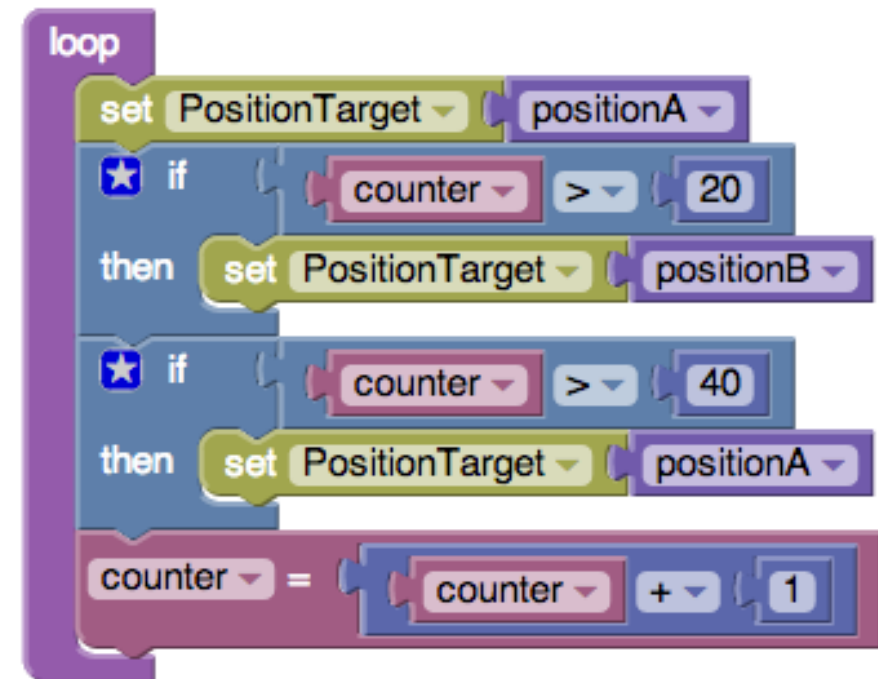 loop
set PositionTarget positionA
if counter > 20
then set PositionTarget positionB
if counter > 40
then set PositionTarget positionA
counter = counter + 1